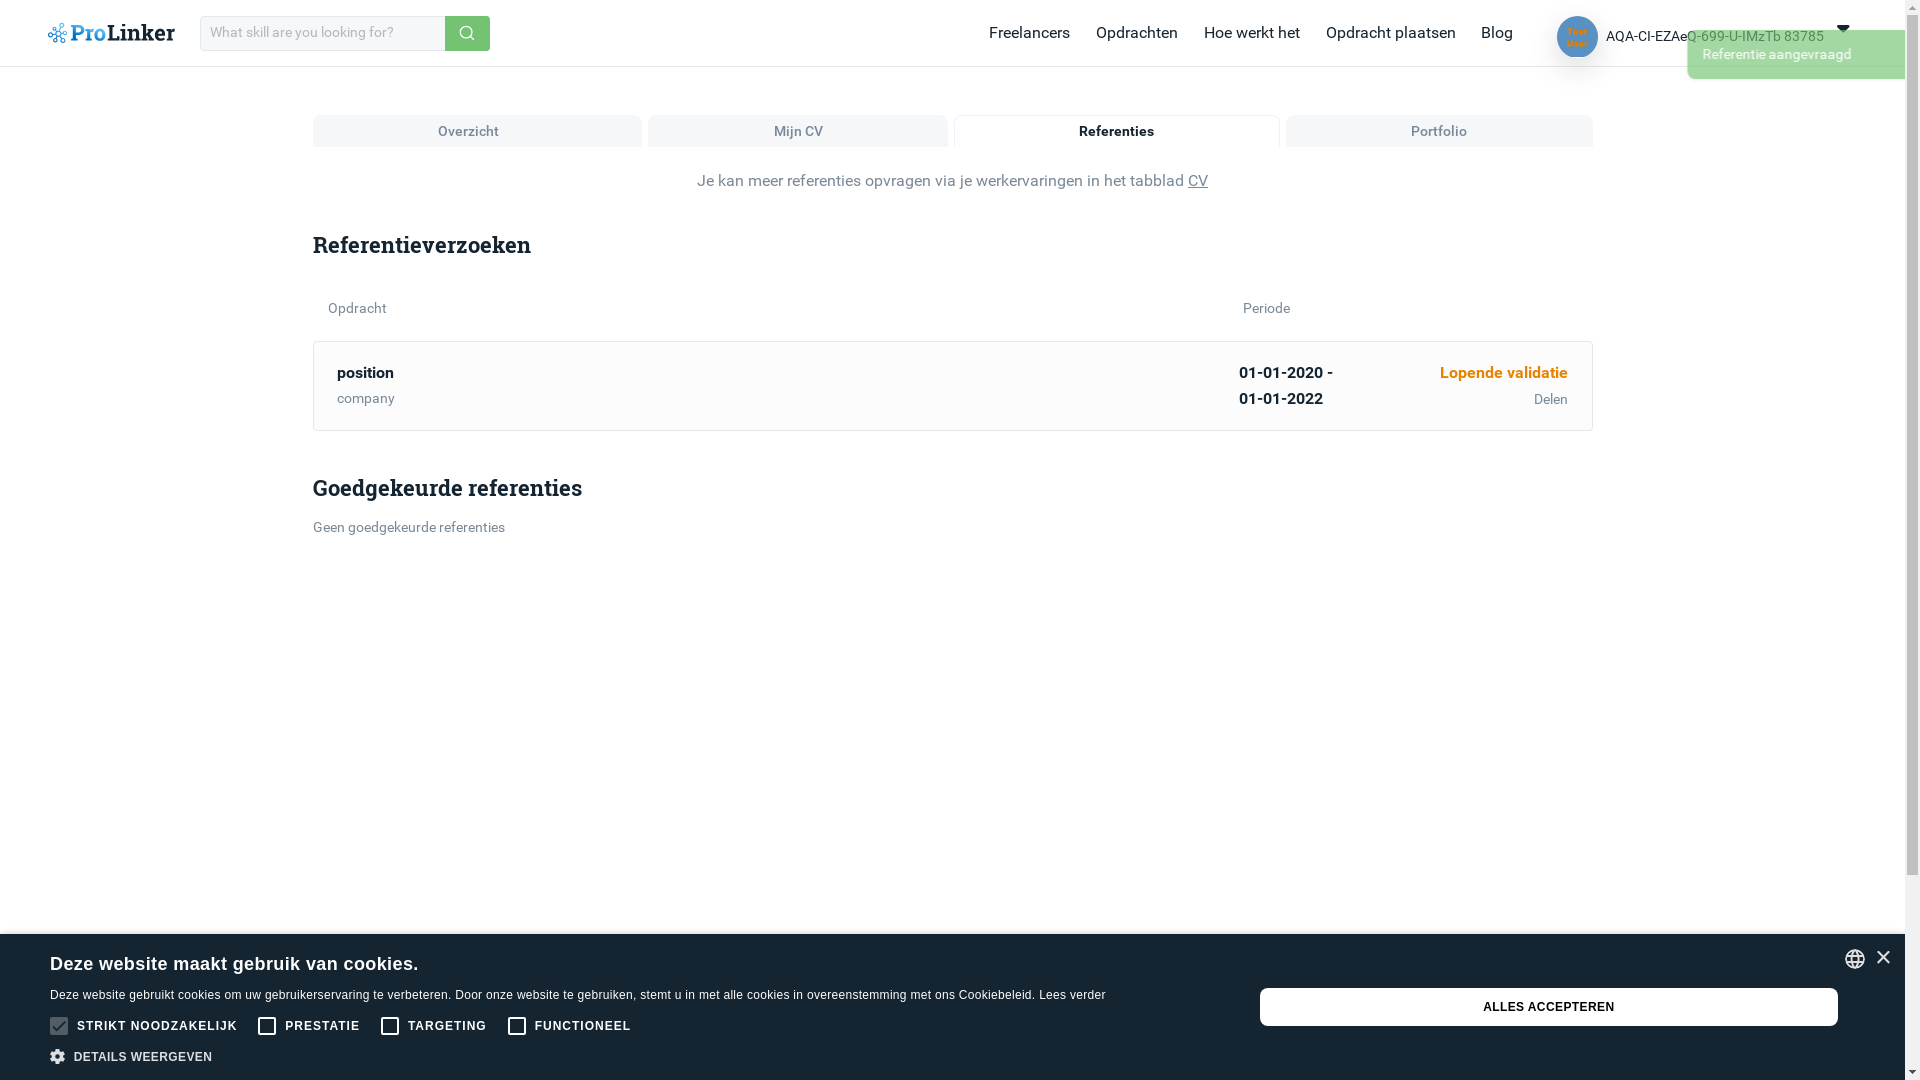 ProLinker
What skill are you looking for?
Freelancers
Opdrachten
Hoe werkt het
Opdracht plaatsen
Blog
Test
User
AQA-CI-EZAeQ-699-U-IMzTb 83785
Referentie aangevraagd
Overzicht
Mijn CV
Referenties
Portfolio
Je kan meer referenties opvragen via je werkervaringen in het tabblad CV
Referentieverzoeken
Opdracht
Periode
position
company
01-01-2020 -
01-01-2022
Lopende validatie
Delen
Goedgekeurde referenties
Geen goedgekeurde referenties
Deze website maakt gebruik van cookies.
Deze website gebruikt cookies om uw gebruikerservaring te verbeteren. Door onze website te gebruiken, stemt u in met alle cookies in overeenstemming met ons Cookiebeleid. Lees verder
STRIKT NOODZAKELIJK
PRESTATIE
TARGETING
FUNCTIONEEL
DETAILS WEERGEVEN
ALLES ACCEPTEREN